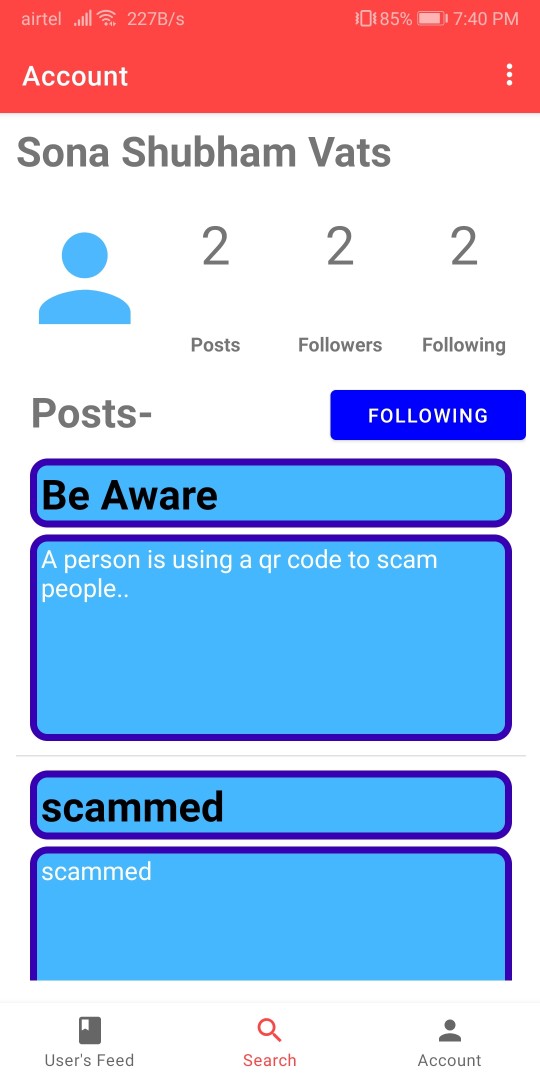 airtel 227B/s 85% 7:40 PM
Account
Sona Shubham Vats
2 2 2
Posts Followers Following
Posts-
FOLLOWING
Be Aware
A person is using a qr code to scam
people..
scammed
scammed
User's Feed Search Account